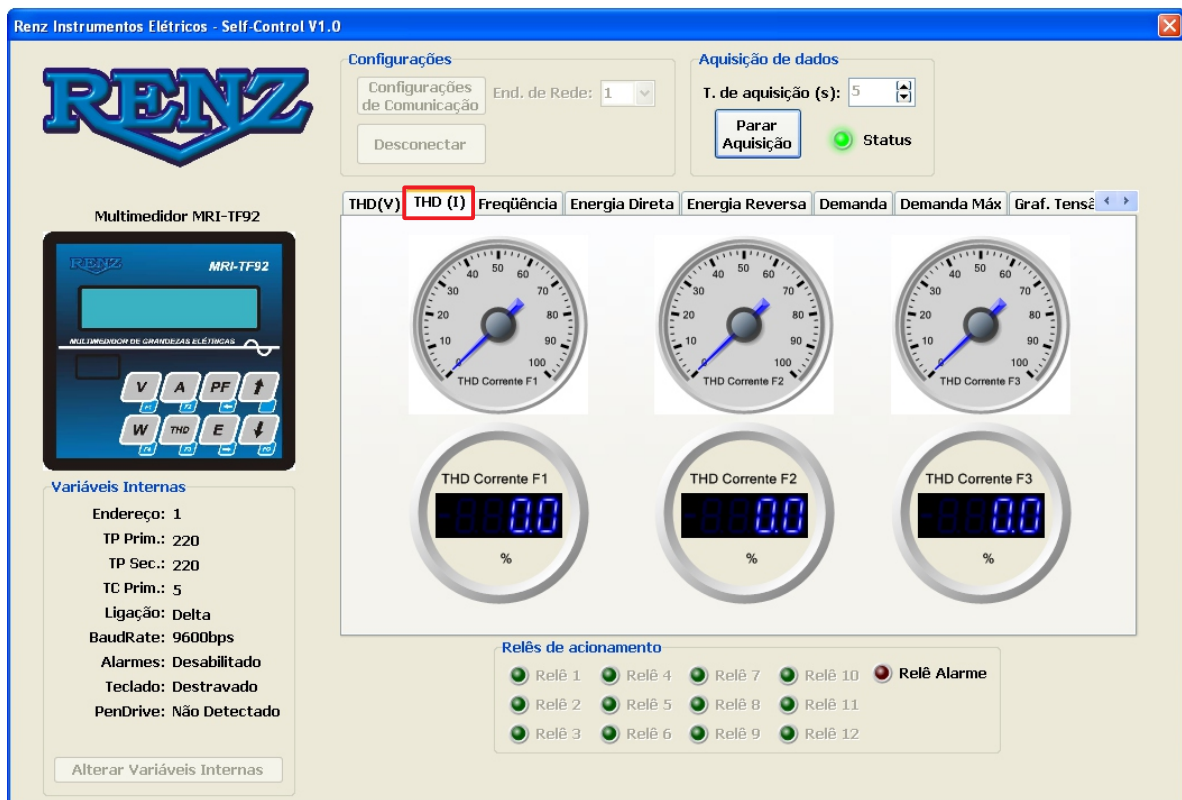 Renz Instrumentos Elétricos - Self-Control V1.0
RENZ
Configurações
Configurações de Comunicação
End. de Rede: 1
Desconectar
Aquisição de dados
T. de aquisição (s): 5
Parar Aquisição
Status
Multimedidor MRI-TF92
RENZ
MRI-TF92
MULTIMEDIDOR DE GRANDEZAS ELÉTRICAS
V A PF
F1 F2
W THD E
F4 F3
Variáveis Internas
Endereço: 1
TP Prim.: 220
TP Sec.: 220
TC Prim.: 5
Ligação: Delta
BaudRate: 9600bps
Alarmes: Desabilitado
Teclado: Destravado
PenDrive: Não Detectado
Alterar Variáveis Internas
THD(V) THD (I) Freqüência Energia Direta Energia Reversa Demanda Demanda Máx Graf. Tensã
0 10 20 30 40 50 60 70 80 90 100
THD Corrente F1
0 10 20 30 40 50 60 70 80 90 100
THD Corrente F2
0 10 20 30 40 50 60 70 80 90 100
THD Corrente F3
THD Corrente F1
0.0
%
THD Corrente F2
0.0
%
THD Corrente F3
0.0
%
Relês de acionamento
Relê 1 Relê 4 Relê 7 Relê 10 Relê Alarme
Relê 2 Relê 5 Relê 8 Relê 11
Relê 3 Relê 6 Relê 9 Relê 12